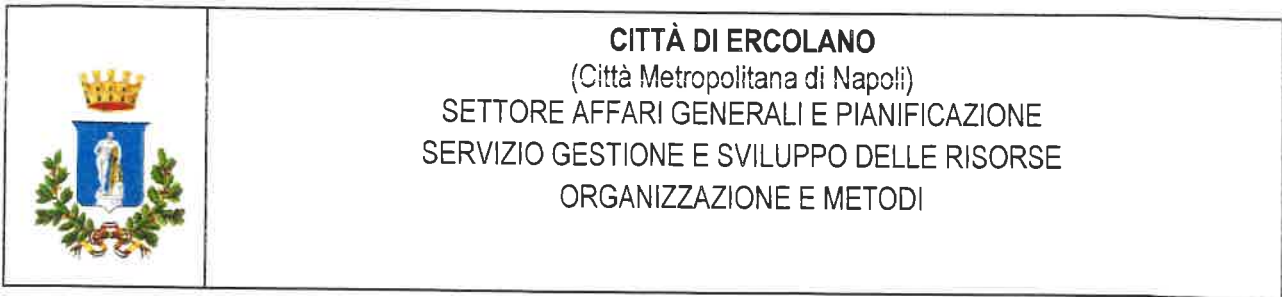 CITTÀ DI ERCOLANO
(Città Metropolitana di Napoli)
SETTORE AFFARI GENERALI E PIANIFICAZIONE
SERVIZIO GESTIONE E SVILUPPO DELLE RISORSE
ORGANIZZAZIONE E METODI